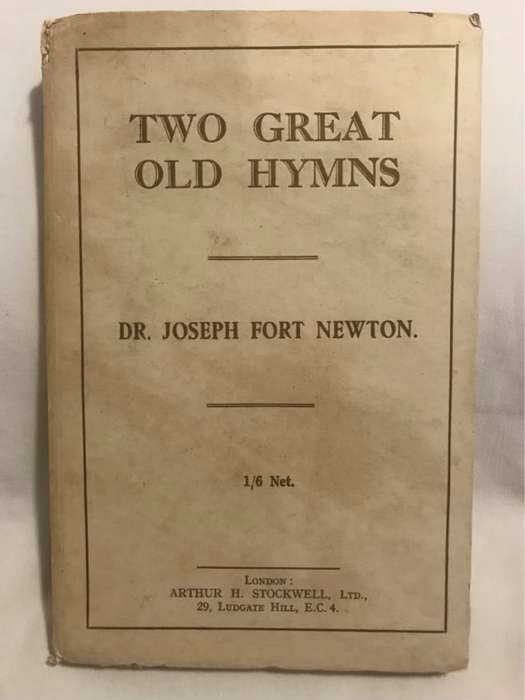 TWO GREAT
OLD HYMNS
DR. JOSEPH FORT NEWTON.
1/6 Net.
LONDON:
ARTHUR H. STOCKWELL, LTD.,
29, LUDGATE HILL, E.C. 4.